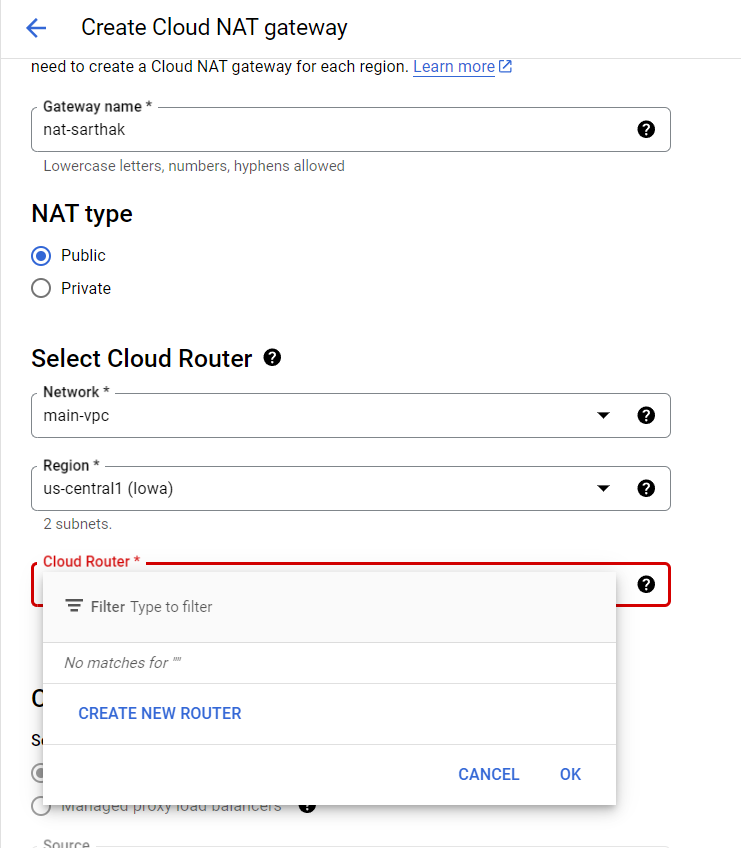 Create Cloud NAT gateway
need to create a Cloud NAT gateway for each region. Learn more
Gateway name *
nat-sarthak
Lowercase letters, numbers, hyphens allowed
NAT type
Public
Private
Select Cloud Router
Network *
main-vpc
Region *
us-central1 (Iowa)
2 subnets.
Cloud Router *
Filter Type to filter
No matches for ""
CREATE NEW ROUTER
CANCEL OK
Managed proxy load balancers
Source